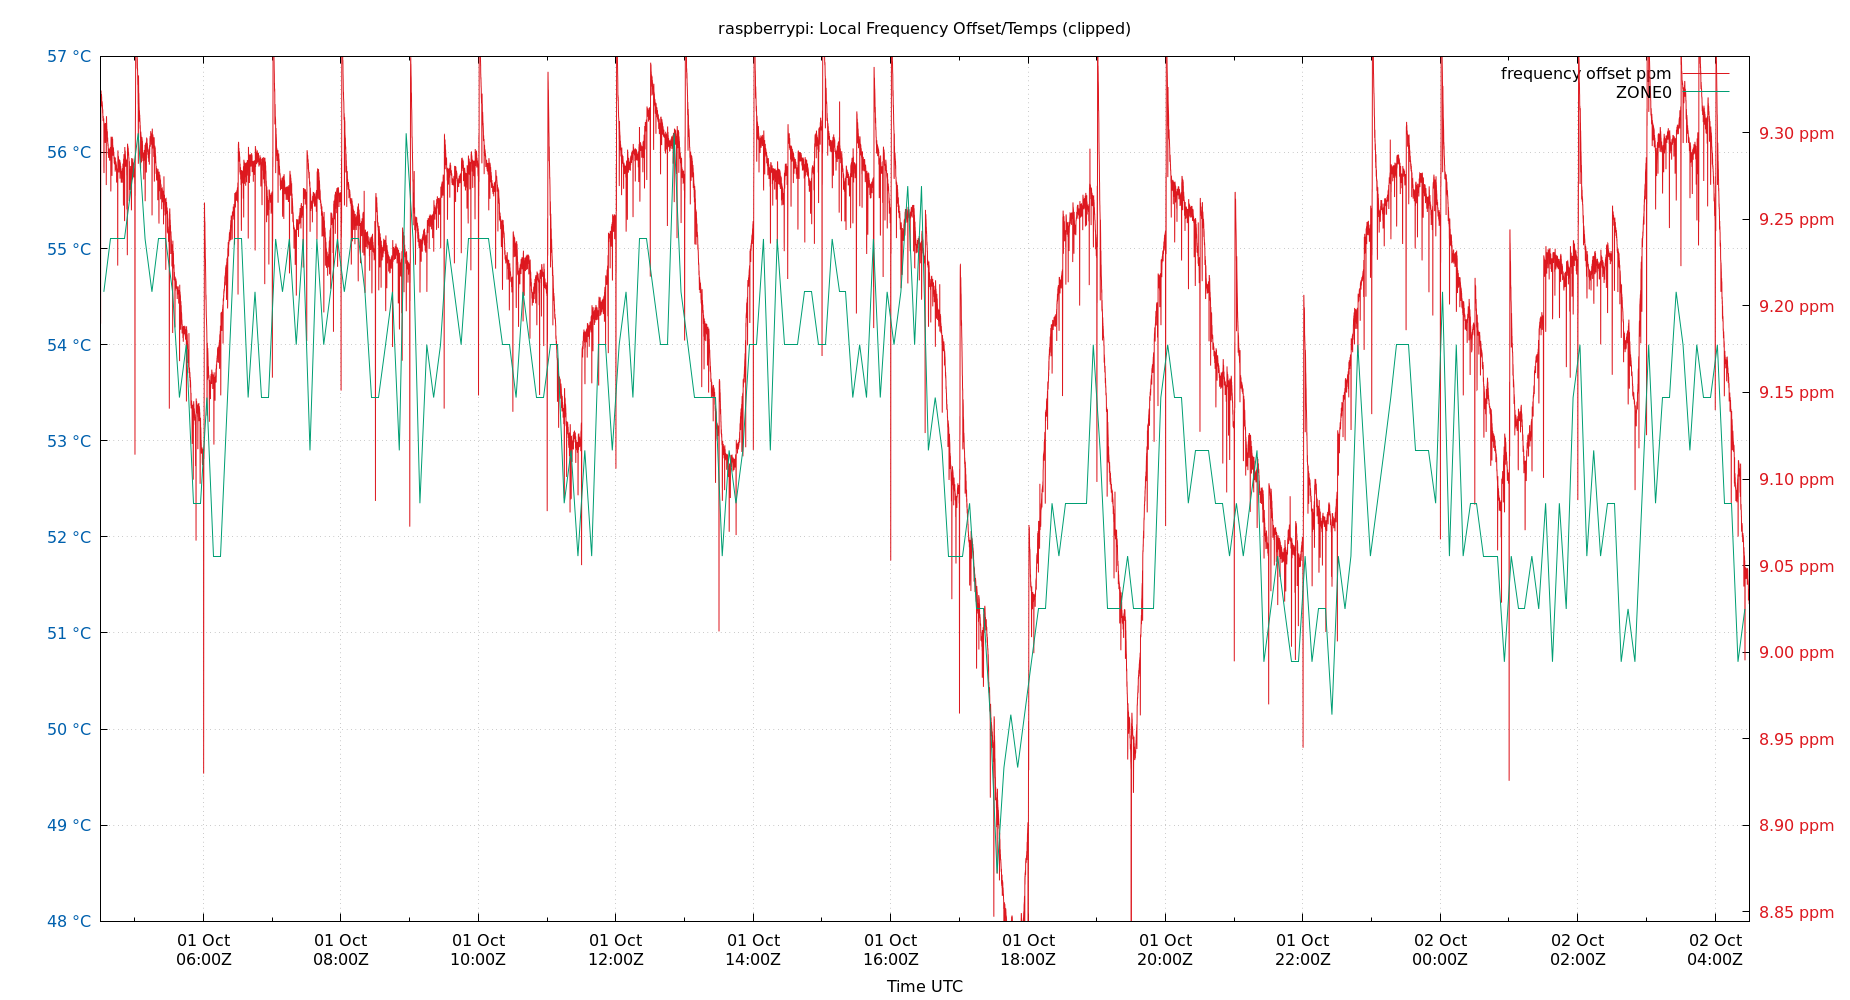 raspberrypi: Local Frequency Offset/Temps (clipped)
57 °C
56 °C
55 °C
54 °C
53 °C
52 °C
51 °C
50 °C
49 °C
48 °C
frequency offset ppm
ZONE0
9.30 ppm
9.25 ppm
9.20 ppm
9.15 ppm
9.10 ppm
9.05 ppm
9.00 ppm
8.95 ppm
8.90 ppm
8.85 ppm
01 Oct
06:00Z
01 Oct
08:00Z
01 Oct
10:00Z
01 Oct
12:00Z
01 Oct
14:00Z
01 Oct
16:00Z
01 Oct
18:00Z
01 Oct
20:00Z
01 Oct
22:00Z
02 Oct
00:00Z
02 Oct
02:00Z
02 Oct
04:00Z
Time UTC